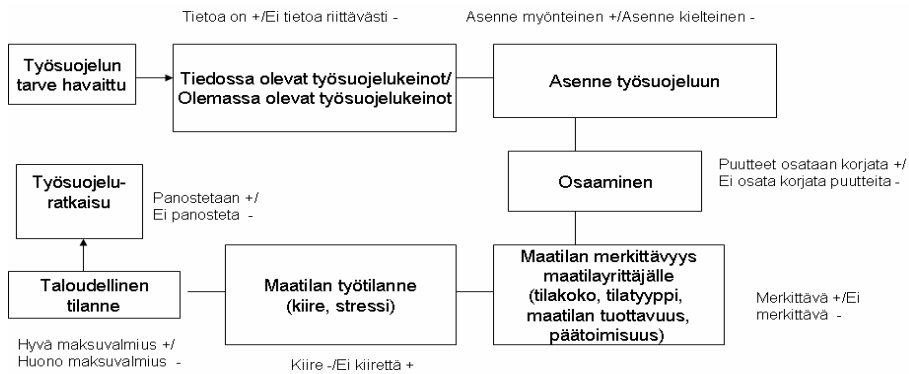 Tietoa on +/Ei tietoa riittävästi -
Asenne myönteinen +/Asenne kielteinen -
Työsuojelun
tarve havaittu
Tiedossa olevat työsuojelukeinot/
Olemassa olevat työsuojelukeinot
Asenne työsuojeluun
Osaaminen
Puutteet osataan korjata +/
Ei osata korjata puutteita -
Maatilan merkittävyys
maatilayrittäjälle
(tilakoko, tilatyyppi,
maatilan tuottavuus,
päätoimisuus)
Merkittävä +/Ei
merkittävä -
Maatilan työtilanne
(kiire, stressi)
Kiire -/Ei kiirettä +
Taloudellinen
tilanne
Hyvä maksuvalmius +/
Huono maksuvalmius -
Työsuojelu-
ratkaisu
Panostetaan +/
Ei panosteta -